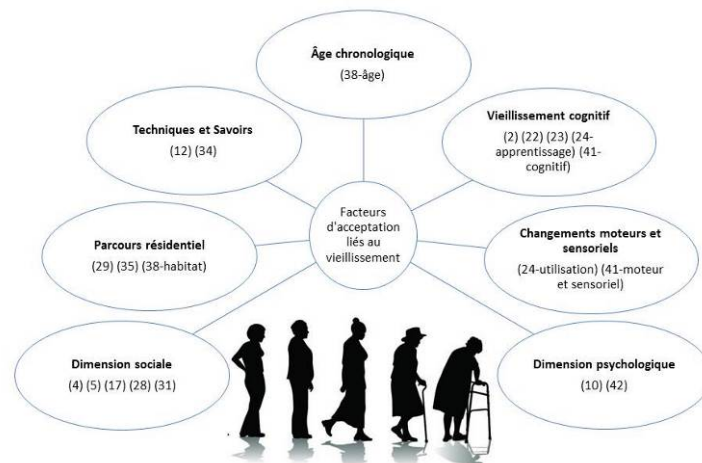 Âge chronologique
(38-âge)
Techniques et Savoirs
(12) (34)
Vieillissement cognitif
(2) (22) (23) (24-
apprentissage) (41-
cognitif)
Facteurs
d'acceptation
liés au
vieillissement
Parcours résidentiel
(29) (35) (38-habitat)
Changements moteurs et
sensoriels
(24-utilisation) (41-moteur
et sensoriel)
Dimension sociale
(4) (5) (17) (28) (31)
Dimension psychologique
(10) (42)